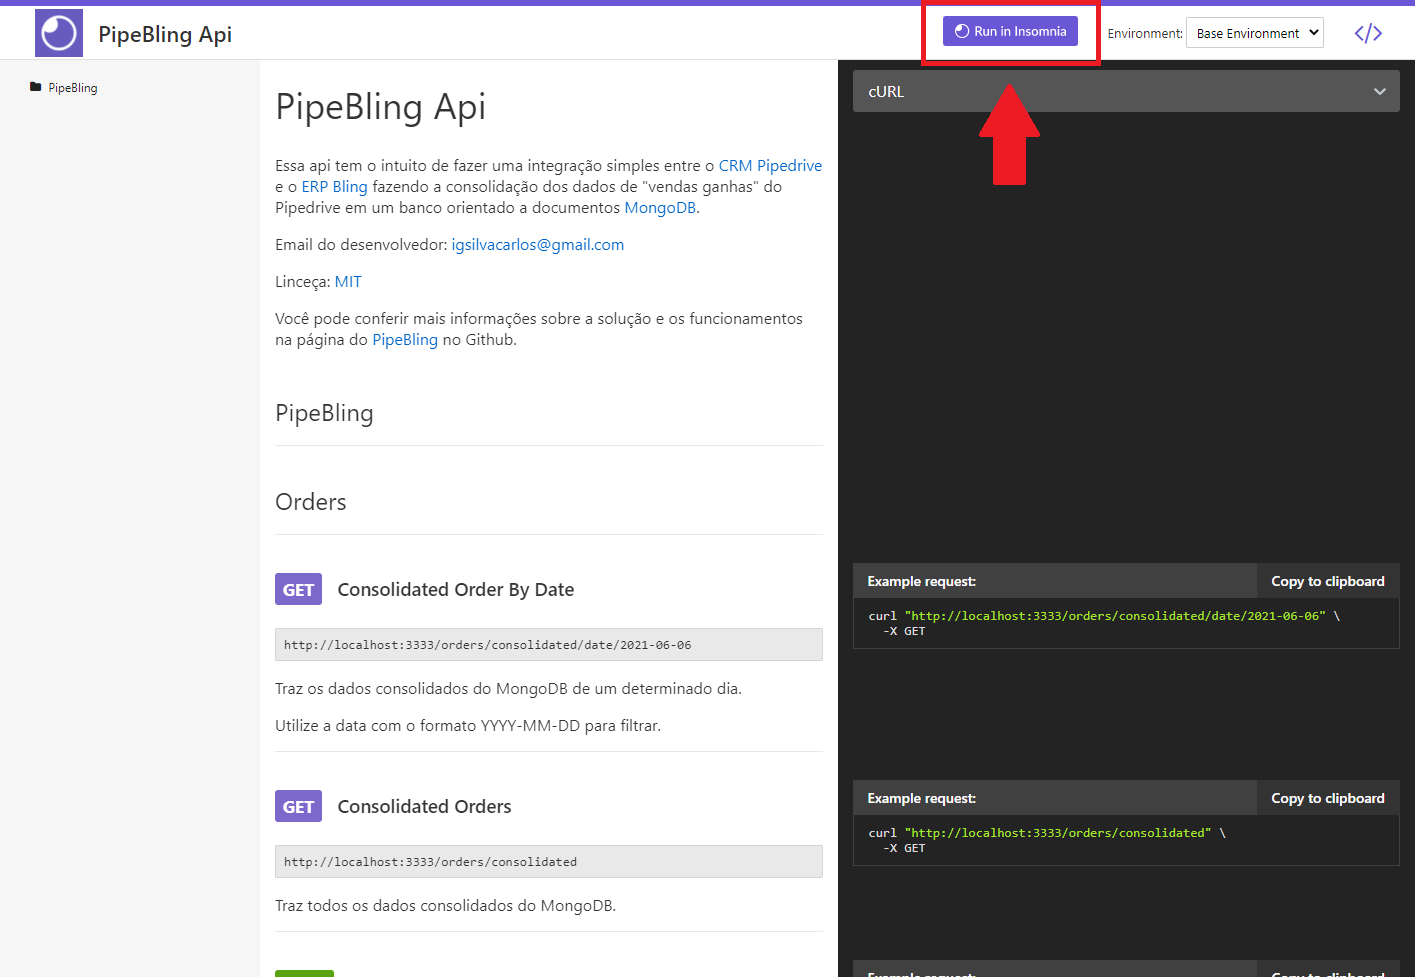 PipeBling Api
Run in Insomnia
Environment:
Base Environment
</>
PipeBling
PipeBling Api
Essa api tem o intuito de fazer uma integração simples entre o CRM Pipedrive
e o ERP Bling fazendo a consolidação dos dados de "vendas ganhas" do
Pipedrive em um banco orientado a documentos MongoDB.
Email do desenvolvedor: igsilvacarlos@gmail.com
Linceça: MIT
Você pode conferir mais informações sobre a solução e os funcionamentos
na página do PipeBling no Github.
PipeBling
Orders
GET Consolidated Order By Date
http://localhost:3333/orders/consolidated/date/2021-06-06
Traz os dados consolidados do MongoDB de um determinado dia.
Utilize a data com o formato YYYY-MM-DD para filtrar.
GET Consolidated Orders
http://localhost:3333/orders/consolidated
Traz todos os dados consolidados do MongoDB.
cURL
Example request:
Copy to clipboard
curl "http://localhost:3333/orders/consolidated/date/2021-06-06" \
-X GET
Example request:
Copy to clipboard
curl "http://localhost:3333/orders/consolidated" \
-X GET
Example request:
Copy to clipboard